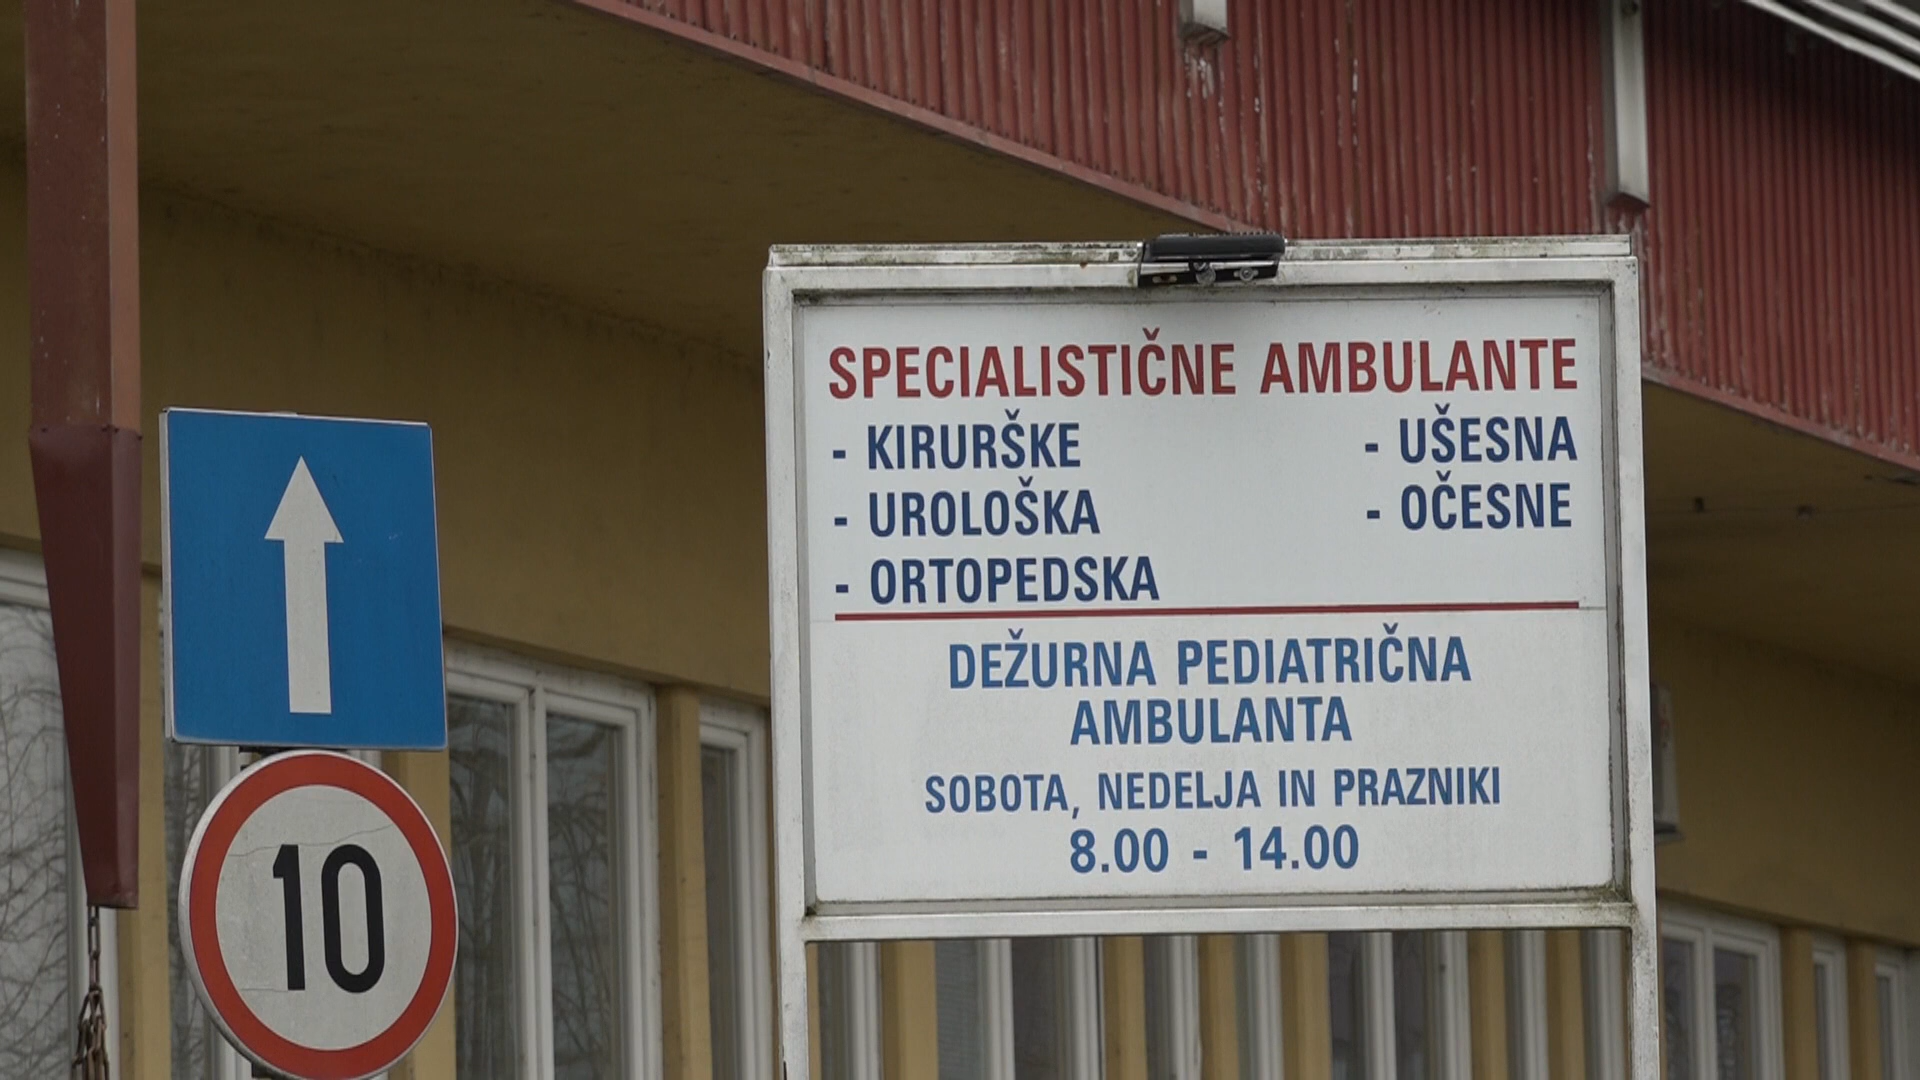 SPECIALISTIČNE AMBULANTE
- KIRURŠKE
- UROLOŠKA
- ORTOPEDSKA
- UŠESNA
- OČESNE
DEŽURNA PEDIATRIČNA
AMBULANTA
SOBOTA, NEDELJA IN PRAZNIKI
8.00 - 14.00
10